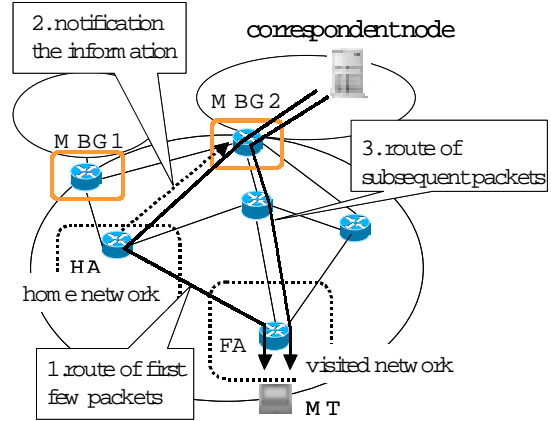 2.notification
the information
correspondent node
MBG2
MBG1
3.route of
subsequent packets
HA
home network
FA
visited network
1.route of first
few packets
MT